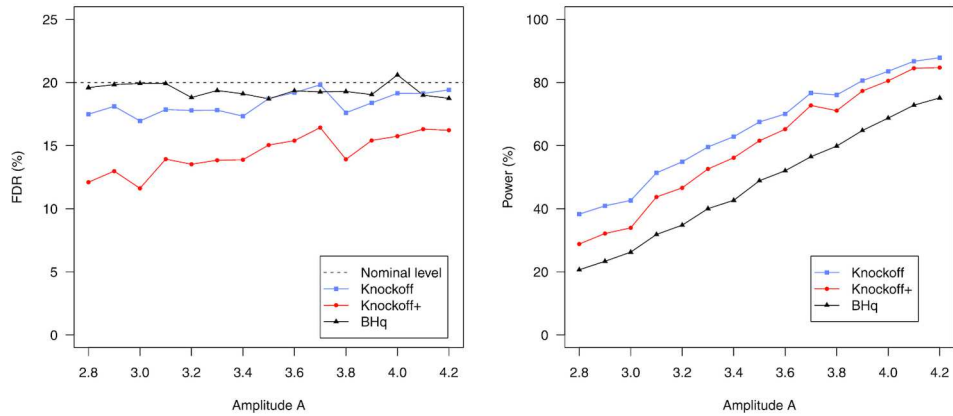 25
20
15
10
5
0
FDR (%)
Nominal level
Knockoff
Knockoff+
BHq
2.8 3.0 3.2 3.4 3.6 3.8 4.0 4.2
Amplitude A
100
80
60
40
20
0
Power (%)
Knockoff
Knockoff+
BHq
2.8 3.0 3.2 3.4 3.6 3.8 4.0 4.2
Amplitude A